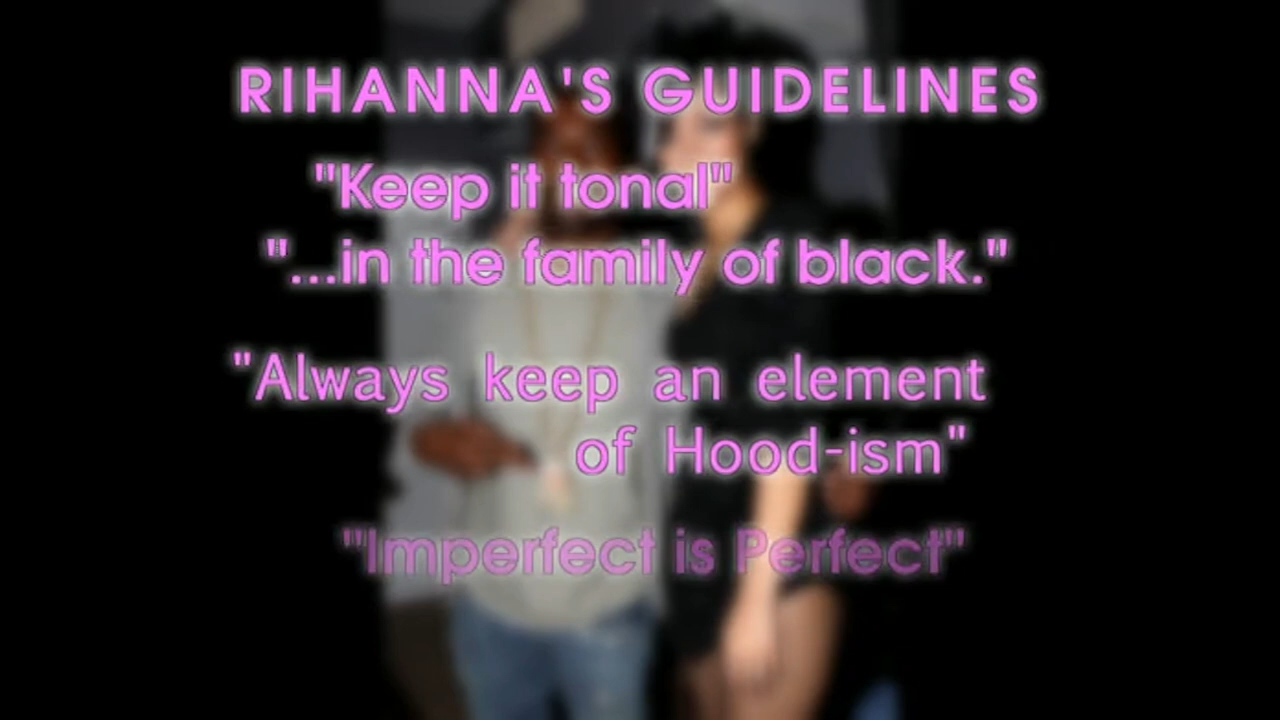 RIHANNA'S GUIDELINES
"Keep it tonal"
"...in the family of black."
"Always keep an element
of Hood-ism"
"Imperfect is Perfect"